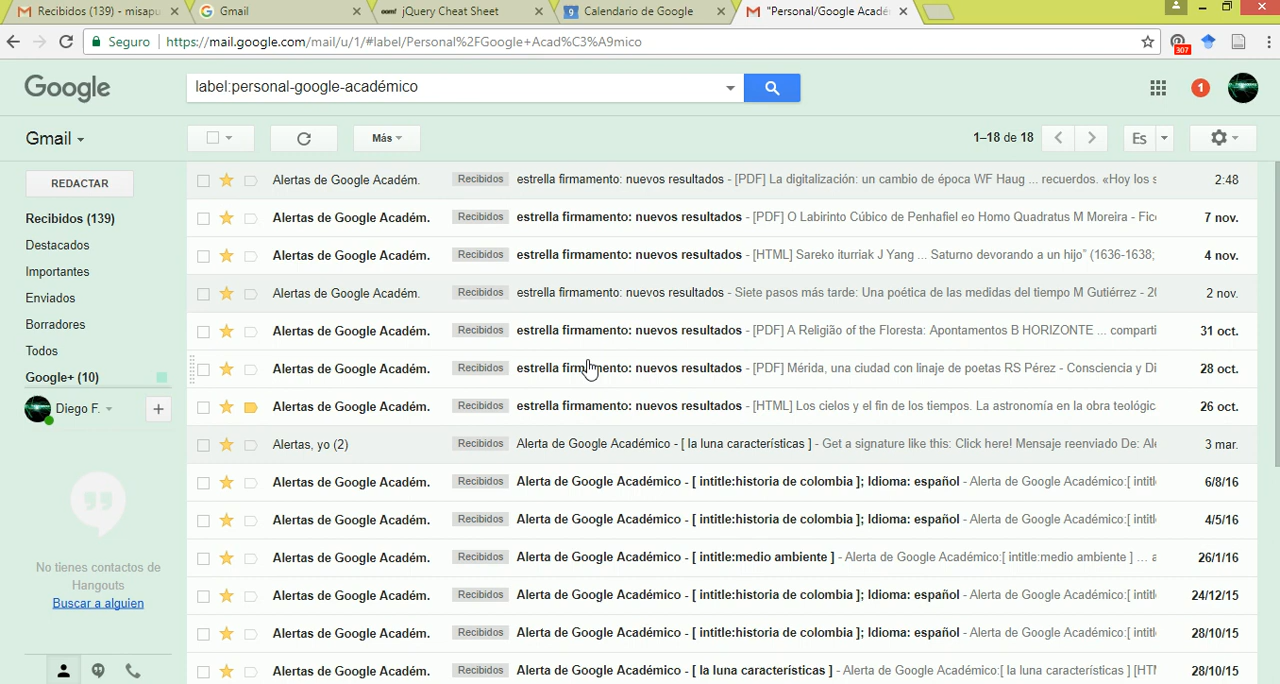 Recibidos (139) - misapu
Gmail
jQuery Cheat Sheet
Calendario de Google
"Personal/Google Acadé
Seguro
https://mail.google.com/mail/u/1/#label/Personal%2FGoogle+Acad%C3%A9mico
307
Google
label:personal-google-académico
1
Gmail
Más
1–18 de 18
Es
REDACTAR
Recibidos (139)
Destacados
Importantes
Enviados
Borradores
Todos
Google+ (10)
Diego F.
No tienes contactos de
Hangouts
Buscar a alguien
Alertas de Google Académ. Recibidos estrella firmamento: nuevos resultados - [PDF] La digitalización: un cambio de época WF Haug ... recuerdos. «Hoy los s 2:48
Alertas de Google Académ. Recibidos estrella firmamento: nuevos resultados - [PDF] O Labirinto Cúbico de Penhafiel eo Homo Quadratus M Moreira - Fic 7 nov.
Alertas de Google Académ. Recibidos estrella firmamento: nuevos resultados - [HTML] Sareko iturriak J Yang ... Saturno devorando a un hijo" (1636-1638; 4 nov.
Alertas de Google Académ. Recibidos estrella firmamento: nuevos resultados - Siete pasos más tarde: Una poética de las medidas del tiempo M Gutiérrez - 20 2 nov.
Alertas de Google Académ. Recibidos estrella firmamento: nuevos resultados - [PDF] A Religião of the Floresta: Apontamentos B HORIZONTE ... comparti 31 oct.
Alertas de Google Académ. Recibidos estrella firmamento: nuevos resultados - [PDF] Mérida, una ciudad con linaje de poetas RS Pérez - Consciencia y Di 28 oct.
Alertas de Google Académ. Recibidos estrella firmamento: nuevos resultados - [HTML] Los cielos y el fin de los tiempos. La astronomía en la obra teológic 26 oct.
Alertas, yo (2) Recibidos Alerta de Google Académico - [ la luna características ] - Get a signature like this: Click here! Mensaje reenviado De: Ale 3 mar.
Alertas de Google Académ. Recibidos Alerta de Google Académico - [ intitle:historia de colombia ]; Idioma: español - Alerta de Google Académico:[ intitl 6/8/16
Alertas de Google Académ. Recibidos Alerta de Google Académico - [ intitle:historia de colombia ]; Idioma: español - Alerta de Google Académico:[ intitl 4/5/16
Alertas de Google Académ. Recibidos Alerta de Google Académico - [ intitle:medio ambiente ] - Alerta de Google Académico:[ intitle:medio ambiente ] ... a 26/1/16
Alertas de Google Académ. Recibidos Alerta de Google Académico - [ intitle:historia de colombia ]; Idioma: español - Alerta de Google Académico:[ intitl 24/12/15
Alertas de Google Académ. Recibidos Alerta de Google Académico - [ intitle:historia de colombia ]; Idioma: español - Alerta de Google Académico:[ intitl 28/10/15
Alertas de Google Académ. Recibidos Alerta de Google Académico - [ la luna características ] - Alerta de Google Académico:[ la luna características ] [HTM 28/10/15